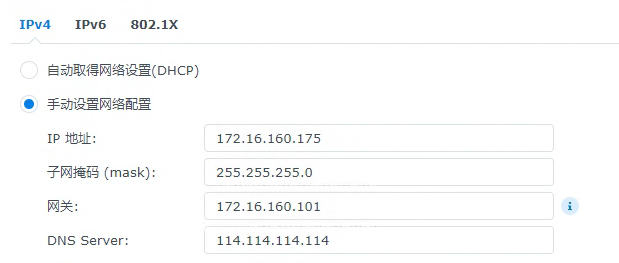 IPv4 IPv6 802.1X
自动取得网络设置(DHCP)
手动设置网络配置
IP 地址: 172.16.160.175
子网掩码 (mask): 255.255.255.0
网关: 172.16.160.101
DNS Server: 114.114.114.114